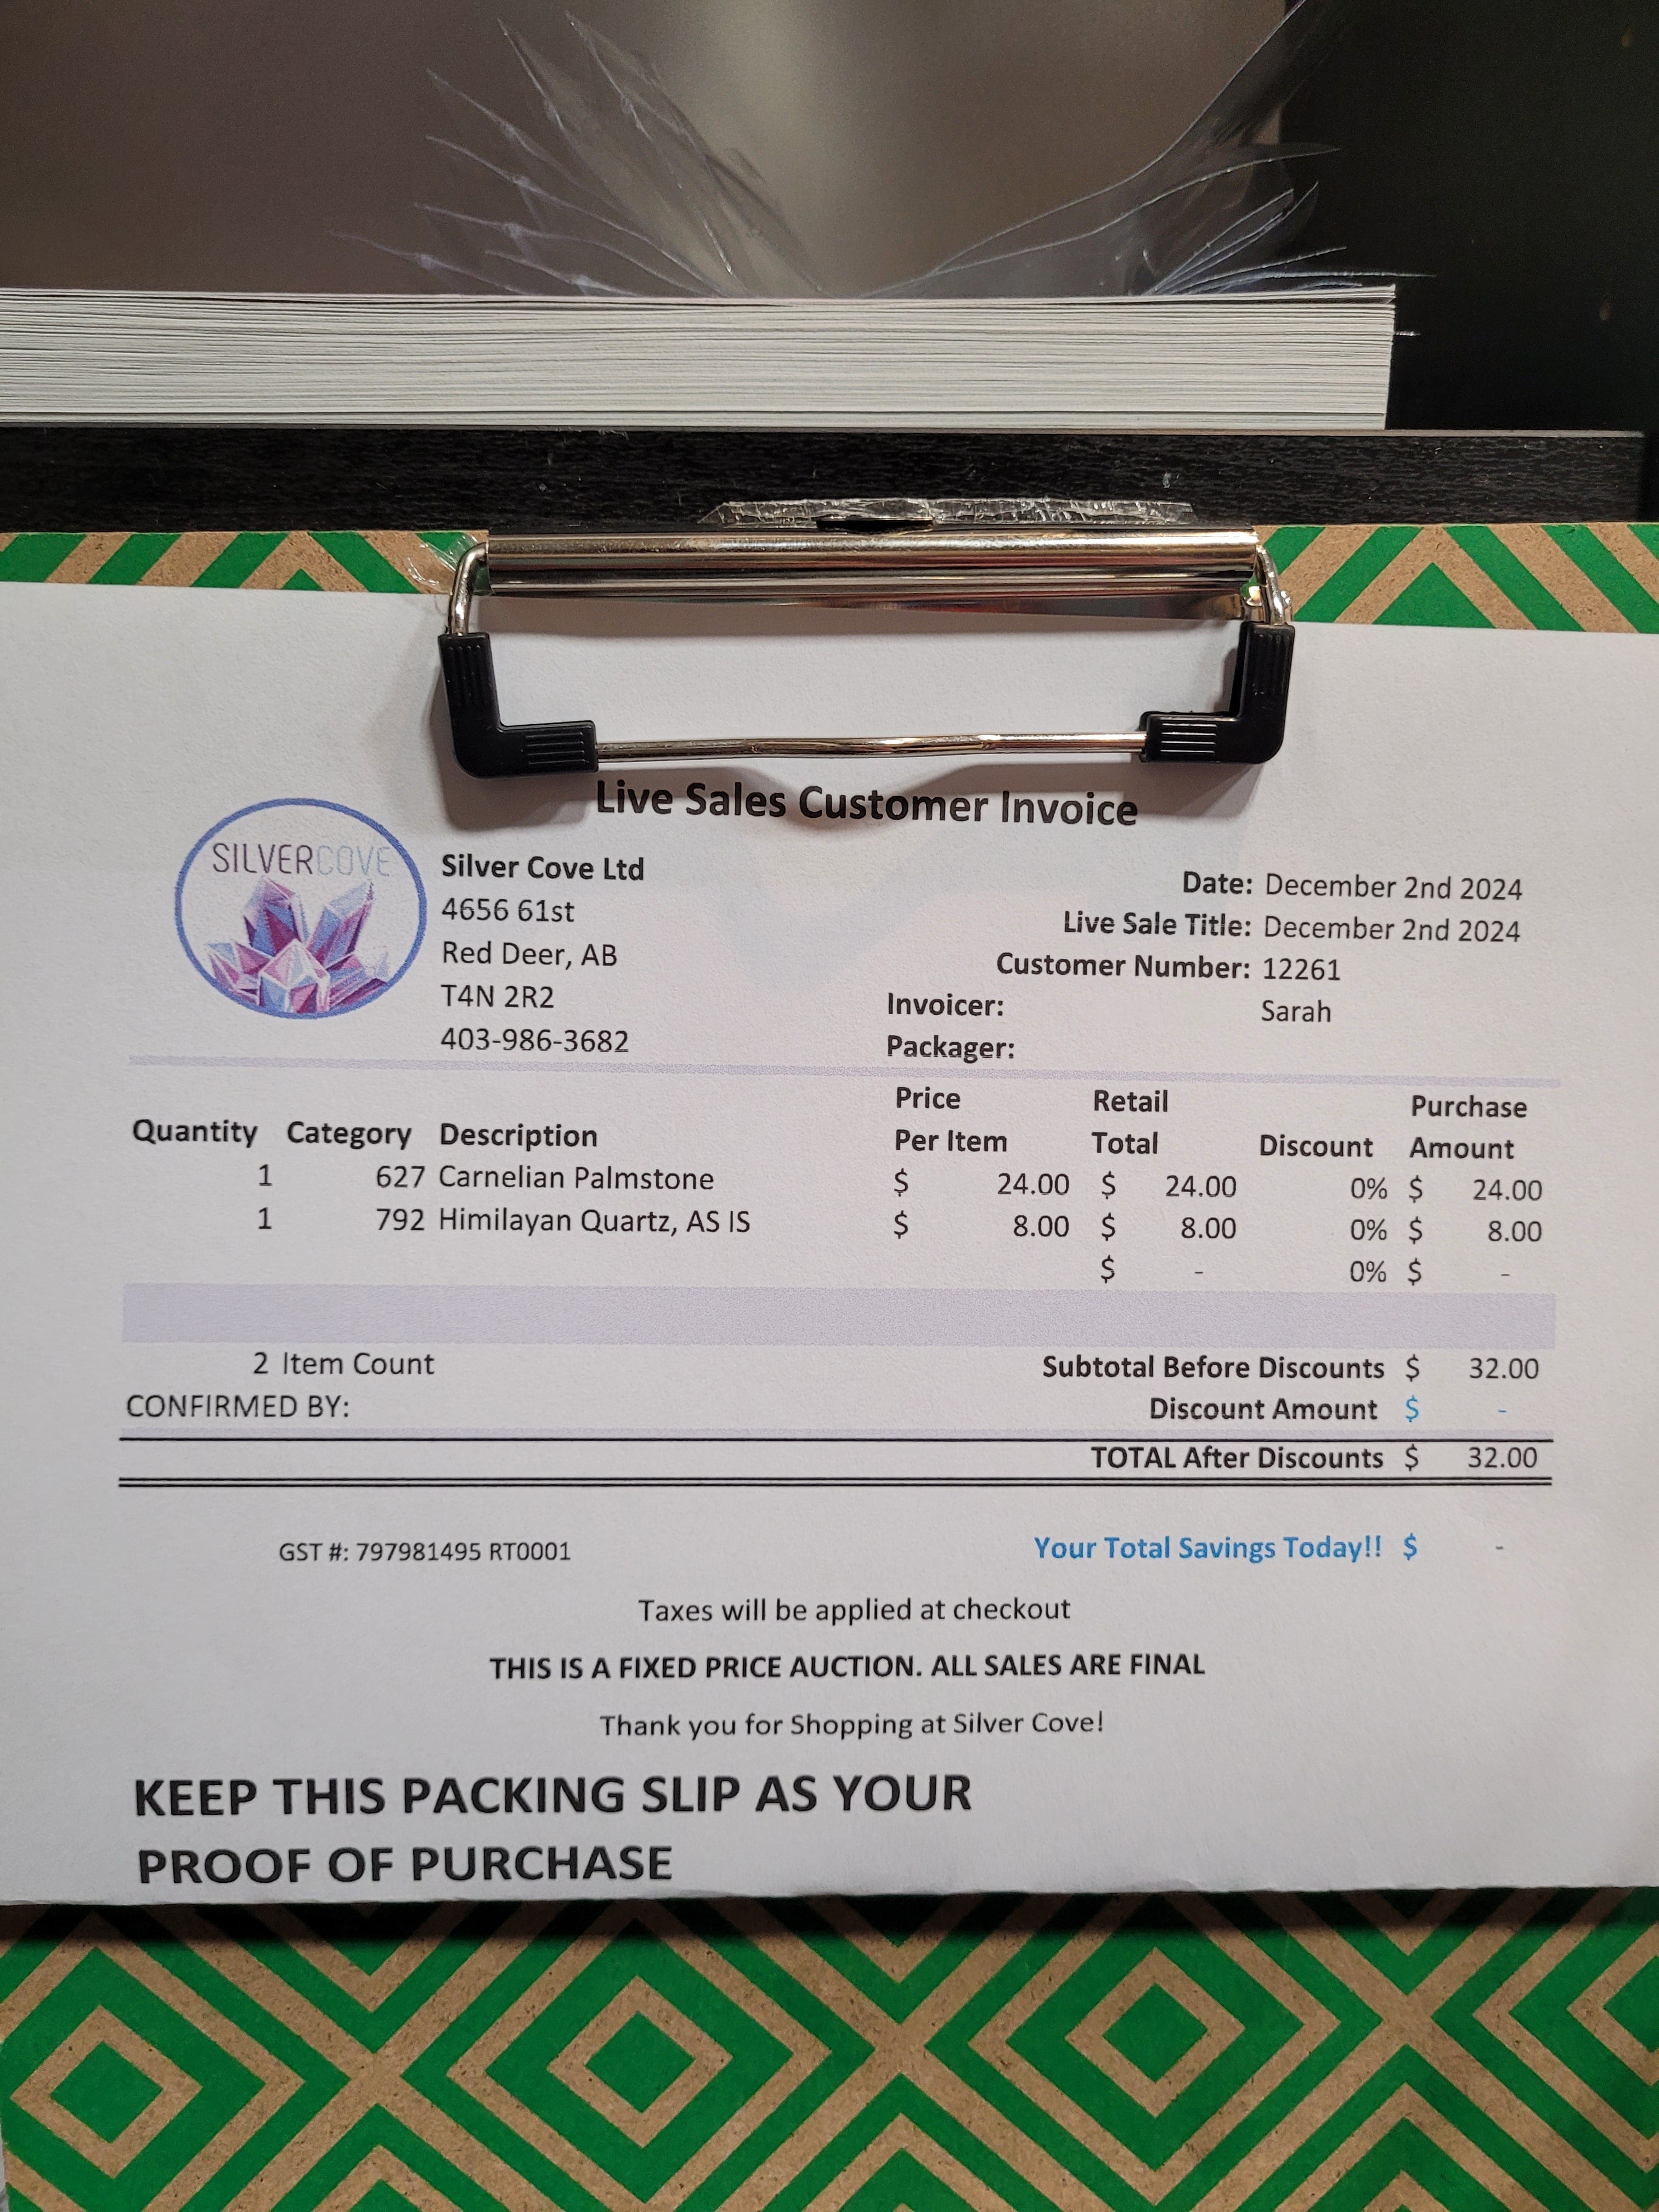 Live Sales Customer Invoice
SILVERCOVE
Silver Cove Ltd
4656 61st
Red Deer, AB
T4N 2R2
403-986-3682
Date: December 2nd 2024
Live Sale Title: December 2nd 2024
Customer Number: 12261
Invoicer: Sarah
Packager:
Quantity Category Description Price Per Item Retail Total Discount Purchase Amount
1 627 Carnelian Palmstone $ 24.00 $ 24.00 0% $ 24.00
1 792 Himilayan Quartz, AS IS $ 8.00 $ 8.00 0% $ 8.00
$ - 0% $ -
2 Item Count Subtotal Before Discounts $ 32.00
CONFIRMED BY: Discount Amount $ -
TOTAL After Discounts $ 32.00
GST #: 797981495 RT0001 Your Total Savings Today!! $ -
Taxes will be applied at checkout
THIS IS A FIXED PRICE AUCTION. ALL SALES ARE FINAL
Thank you for Shopping at Silver Cove!
KEEP THIS PACKING SLIP AS YOUR
PROOF OF PURCHASE